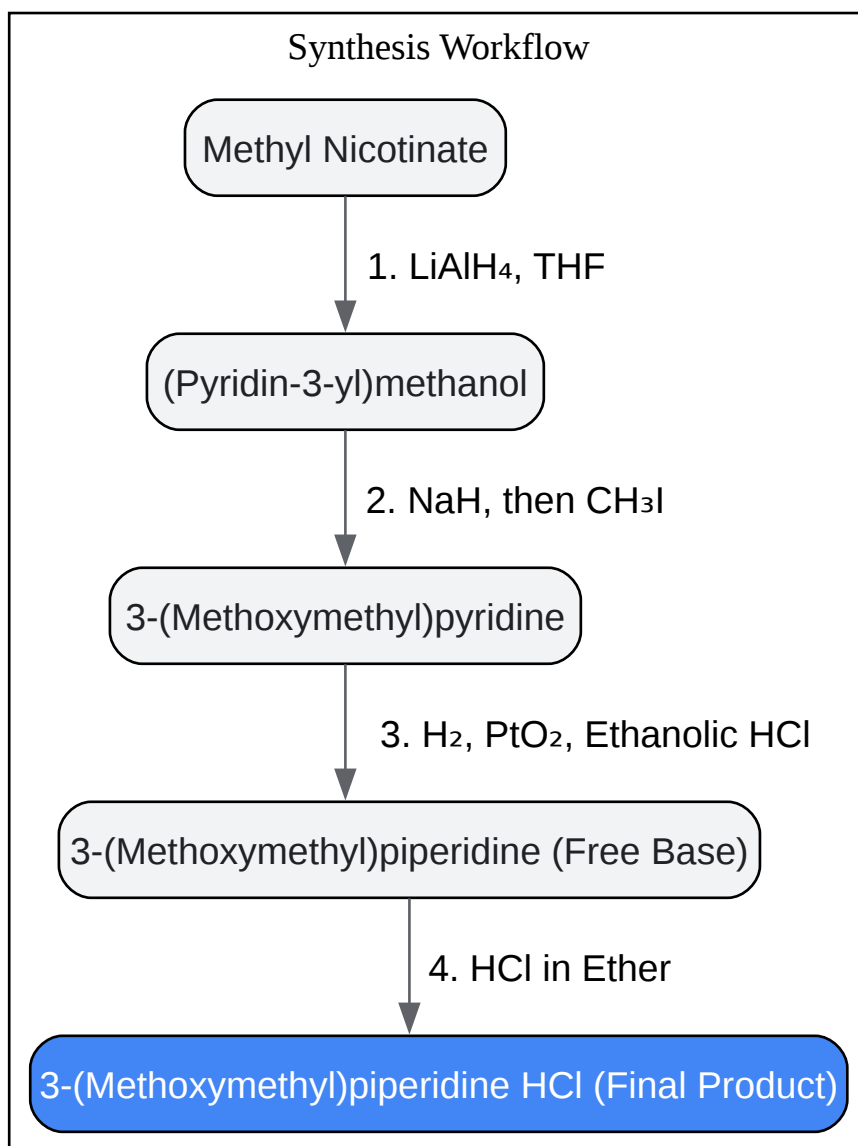 Synthesis Workflow
Methyl Nicotinate
1. LiAlH₄, THF
(Pyridin-3-yl)methanol
2. NaH, then CH₃I
3-(Methoxymethyl)pyridine
3. H₂, PtO₂, Ethanolic HCl
3-(Methoxymethyl)piperidine (Free Base)
4. HCl in Ether
3-(Methoxymethyl)piperidine HCl (Final Product)